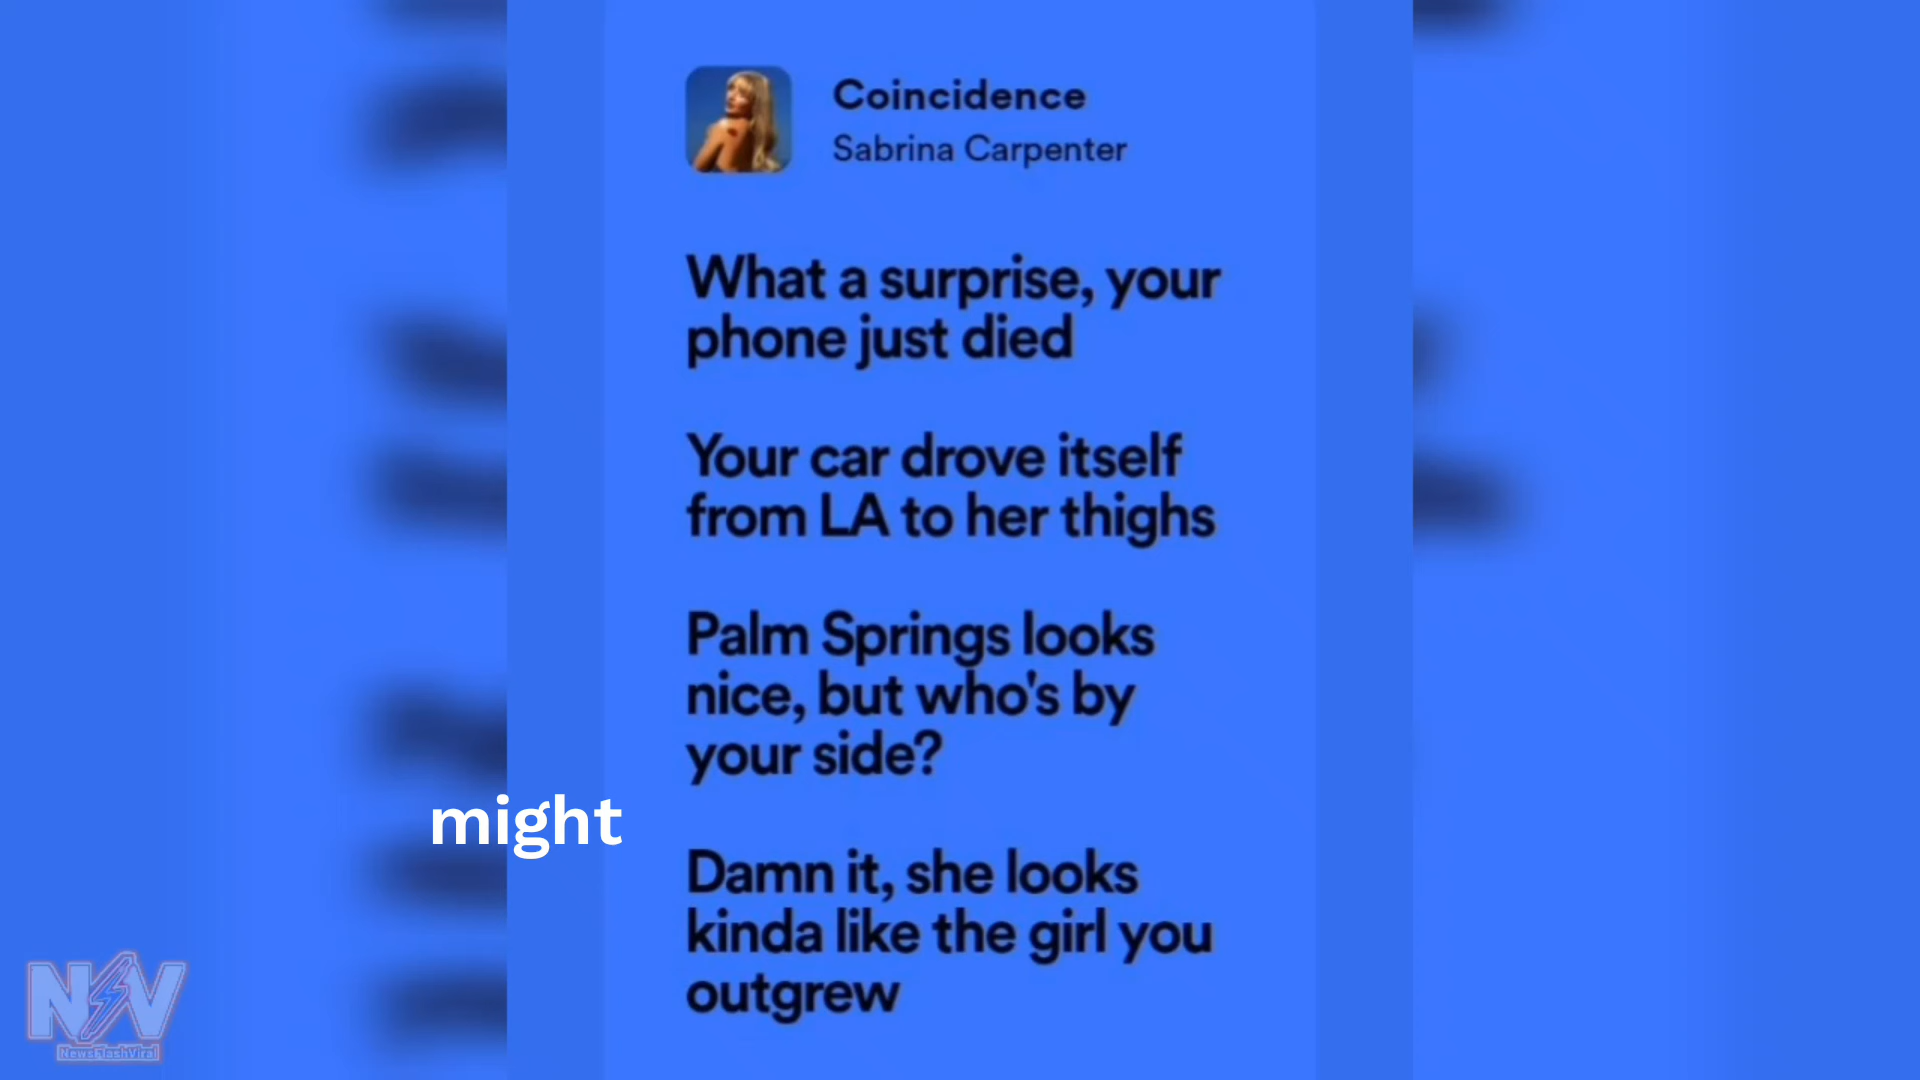 Coincidence
Sabrina Carpenter
What a surprise, your
phone just died
Your car drove itself
from LA to her thighs
Palm Springs looks
nice, but who's by
your side?
might
Damn it, she looks
kinda like the girl you
outgrew
NV
NewsFlashViral